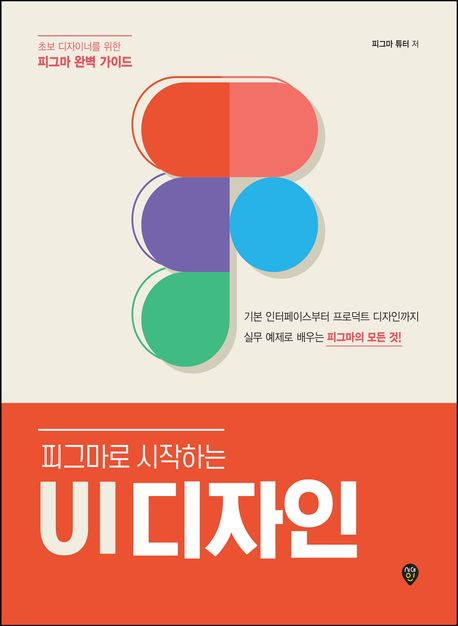 초보 디자이너를 위한
피그마 완벽 가이드
피그마 튜터 저
기본 인터페이스부터 프로덕트 디자인까지
실무 예제로 배우는 피그마의 모든 것!
피그마로 시작하는
UI 디자인
시대